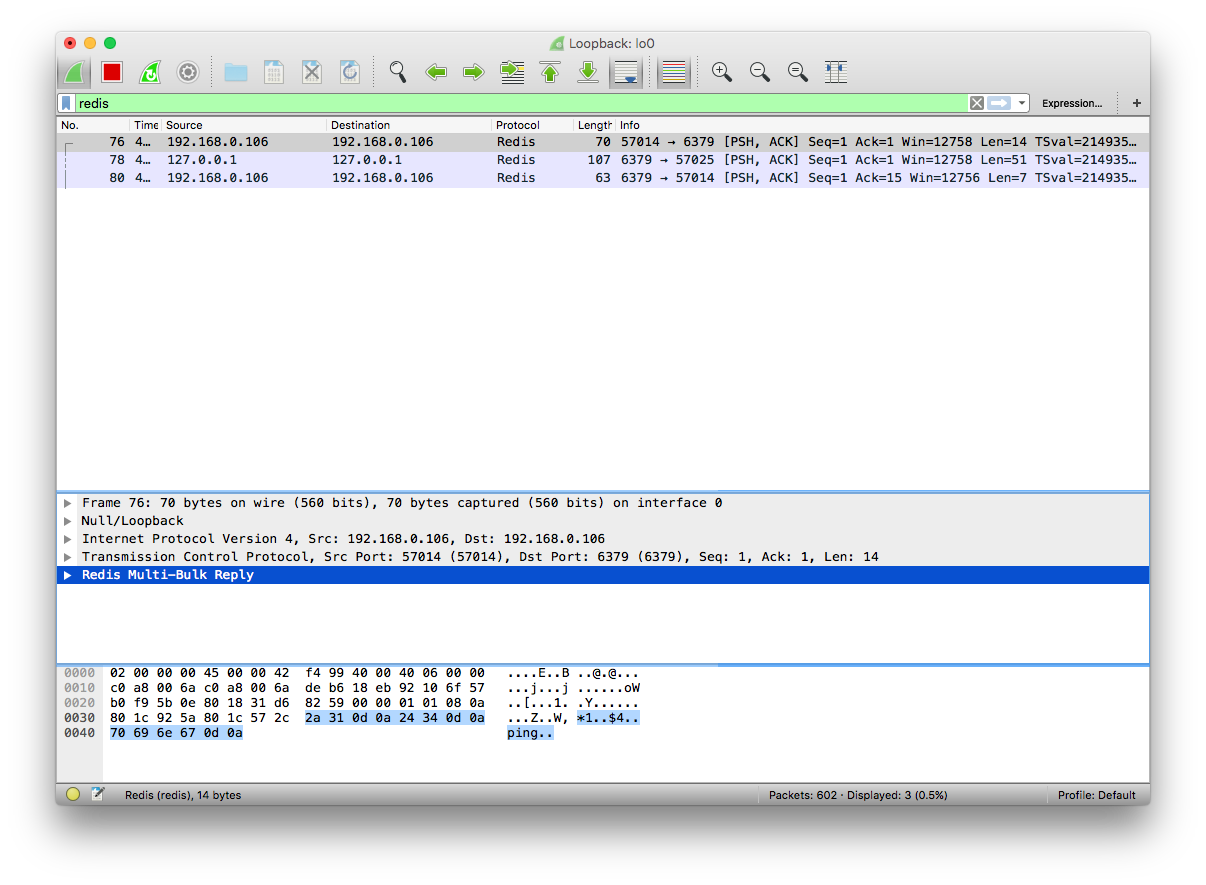 Loopback: lo0
redis
Expression...
+
No. Time Source Destination Protocol Length Info
76 4... 192.168.0.106 192.168.0.106 Redis 70 57014 → 6379 [PSH, ACK] Seq=1 Ack=1 Win=12758 Len=14 TSval=214935...
78 4... 127.0.0.1 127.0.0.1 Redis 107 6379 → 57025 [PSH, ACK] Seq=1 Ack=1 Win=12758 Len=51 TSval=214935...
80 4... 192.168.0.106 192.168.0.106 Redis 63 6379 → 57014 [PSH, ACK] Seq=1 Ack=15 Win=12756 Len=7 TSval=214935...
Frame 76: 70 bytes on wire (560 bits), 70 bytes captured (560 bits) on interface 0
Null/Loopback
Internet Protocol Version 4, Src: 192.168.0.106, Dst: 192.168.0.106
Transmission Control Protocol, Src Port: 57014 (57014), Dst Port: 6379 (6379), Seq: 1, Ack: 1, Len: 14
Redis Multi-Bulk Reply
0000 02 00 00 00 45 00 00 42 f4 99 40 00 40 06 00 00 ....E..B ..@.@...
0010 c0 a8 00 6a c0 a8 00 6a de b6 18 eb 92 10 6f 57 ...j...j ......oW
0020 b0 f9 5b 0e 80 18 31 d6 82 59 00 00 01 01 08 0a ..[...1. .Y......
0030 80 1c 92 5a 80 1c 57 2c 2a 31 0d 0a 24 34 0d 0a ...Z..W, *1..$4..
0040 70 69 6e 67 0d 0a ping..
Redis (redis), 14 bytes
Packets: 602 · Displayed: 3 (0.5%)
Profile: Default